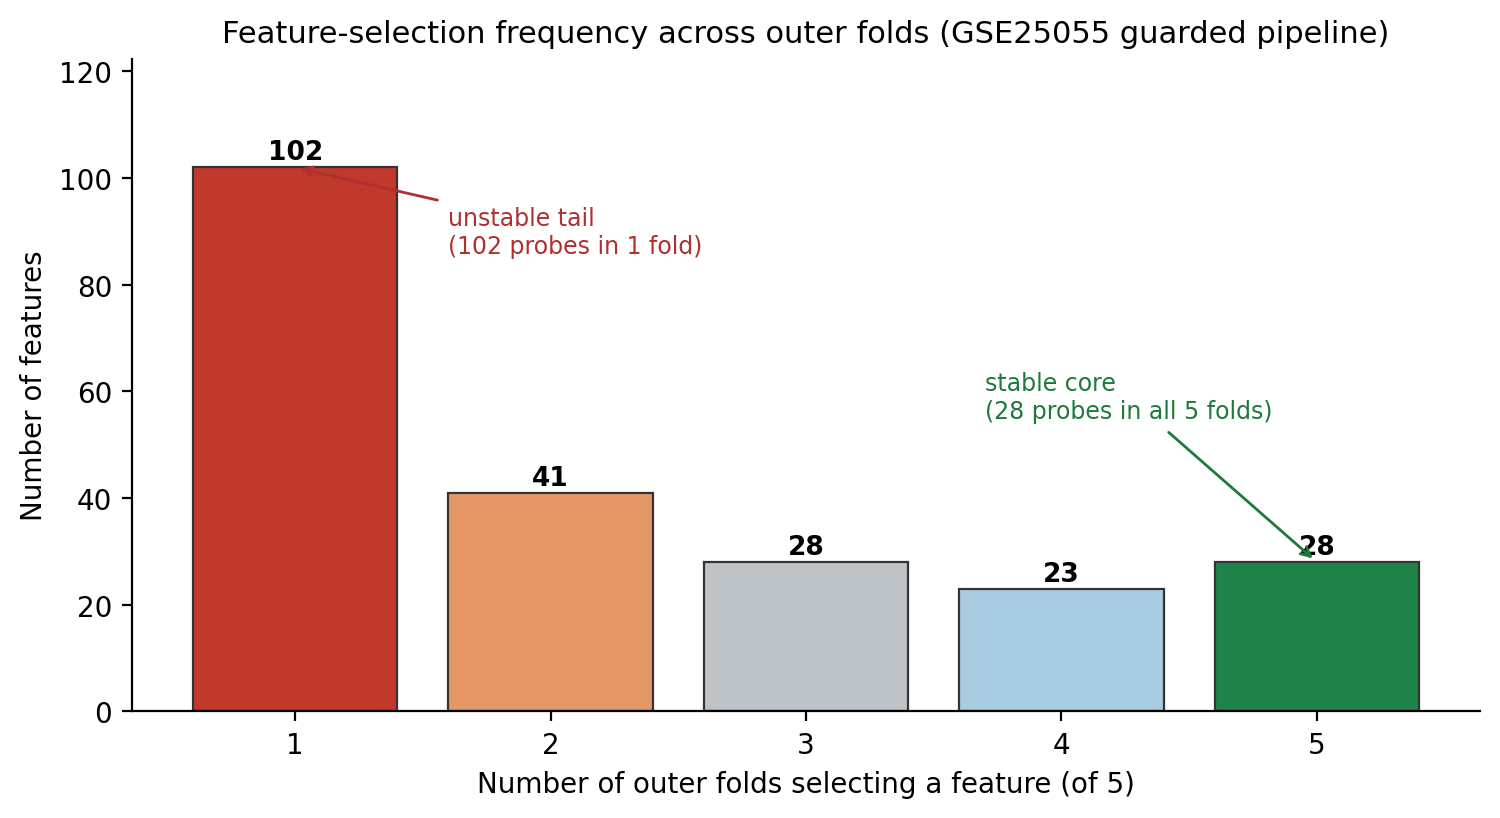 Feature-selection frequency across outer folds (GSE25055 guarded pipeline)
120
100
80
60
40
20
0
Number of features
102
unstable tail
(102 probes in 1 fold)
41
28
23
stable core
(28 probes in all 5 folds)
28
1
2
3
4
5
Number of outer folds selecting a feature (of 5)